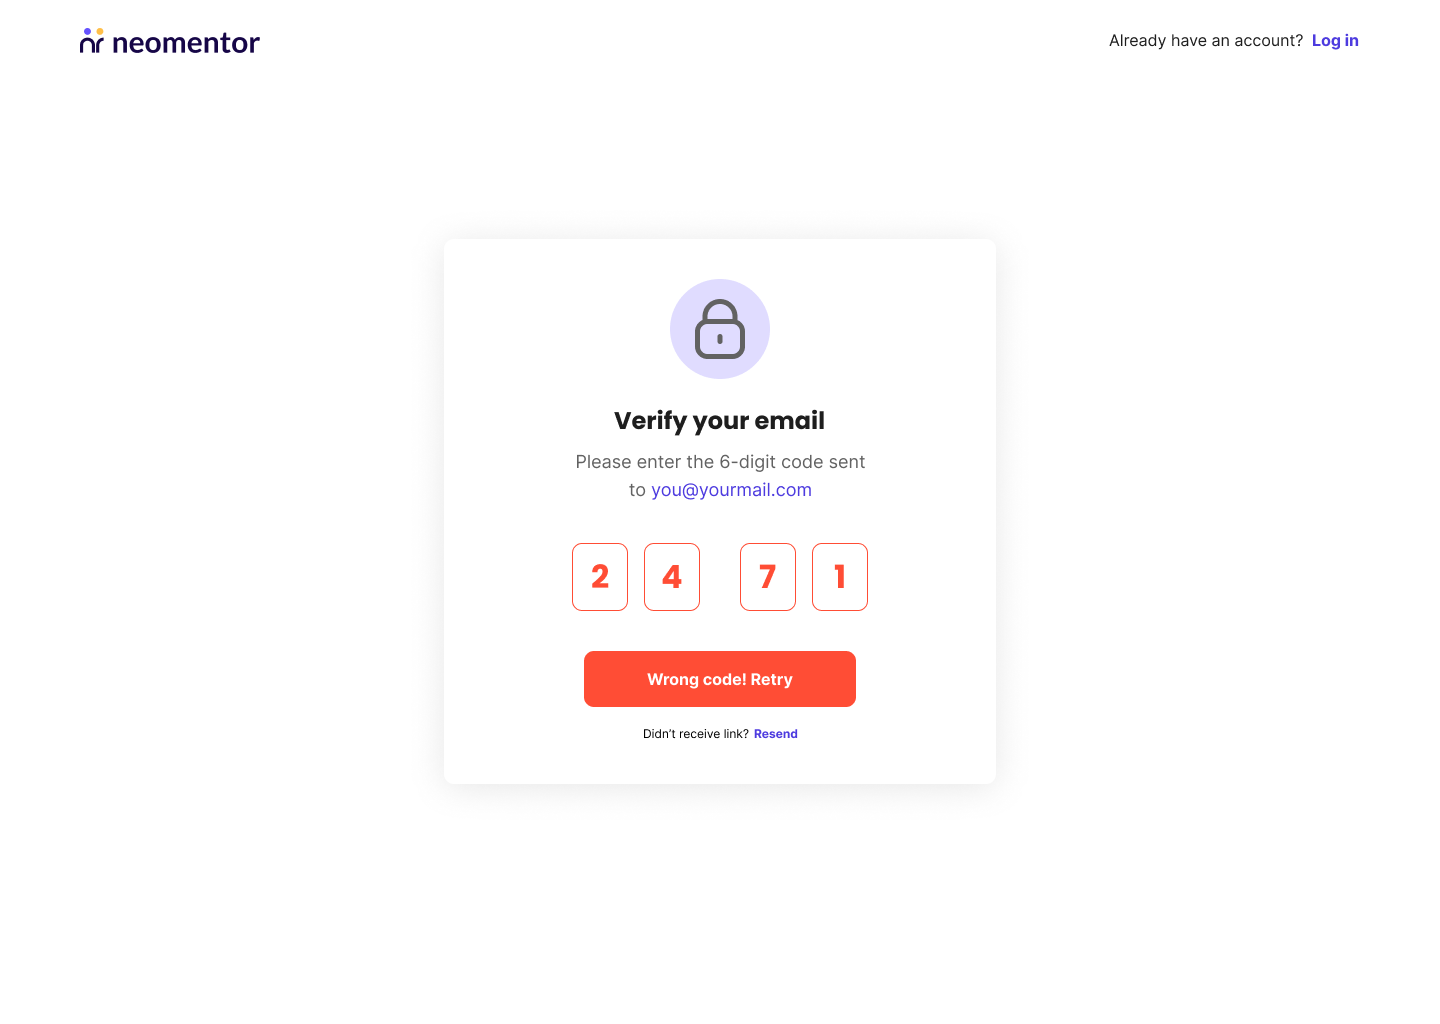 neomentor
Already have an account? Log in
Verify your email
Please enter the 6-digit code sent
to you@yourmail.com
2 4 7 1
Wrong code! Retry
Didn't receive link? Resend